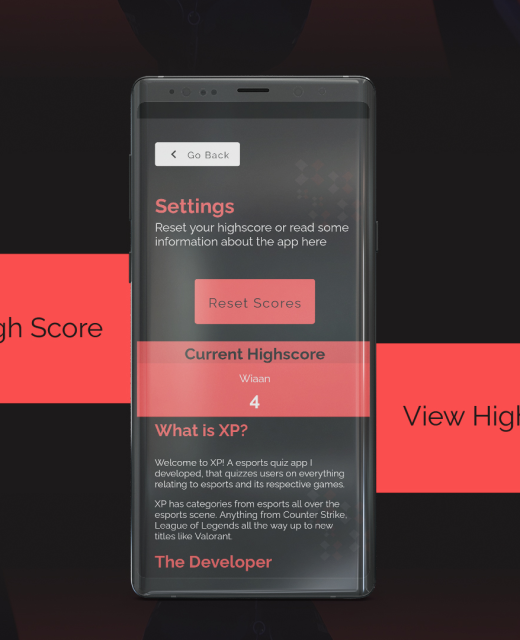 Go Back
Settings
Reset your highscore or read some
information about the app here
Reset Scores
gh Score
Current Highscore
Wiaan
4
View High
What is XP?
Welcome to XP! A esports quiz app I
developed, that quizzes users on everything
relating to esports and its respective games.
XP has categories from esports all over the
esports scene. Anything from Counter Strike,
League of Legends all the way up to new
titles like Valorant.
The Developer